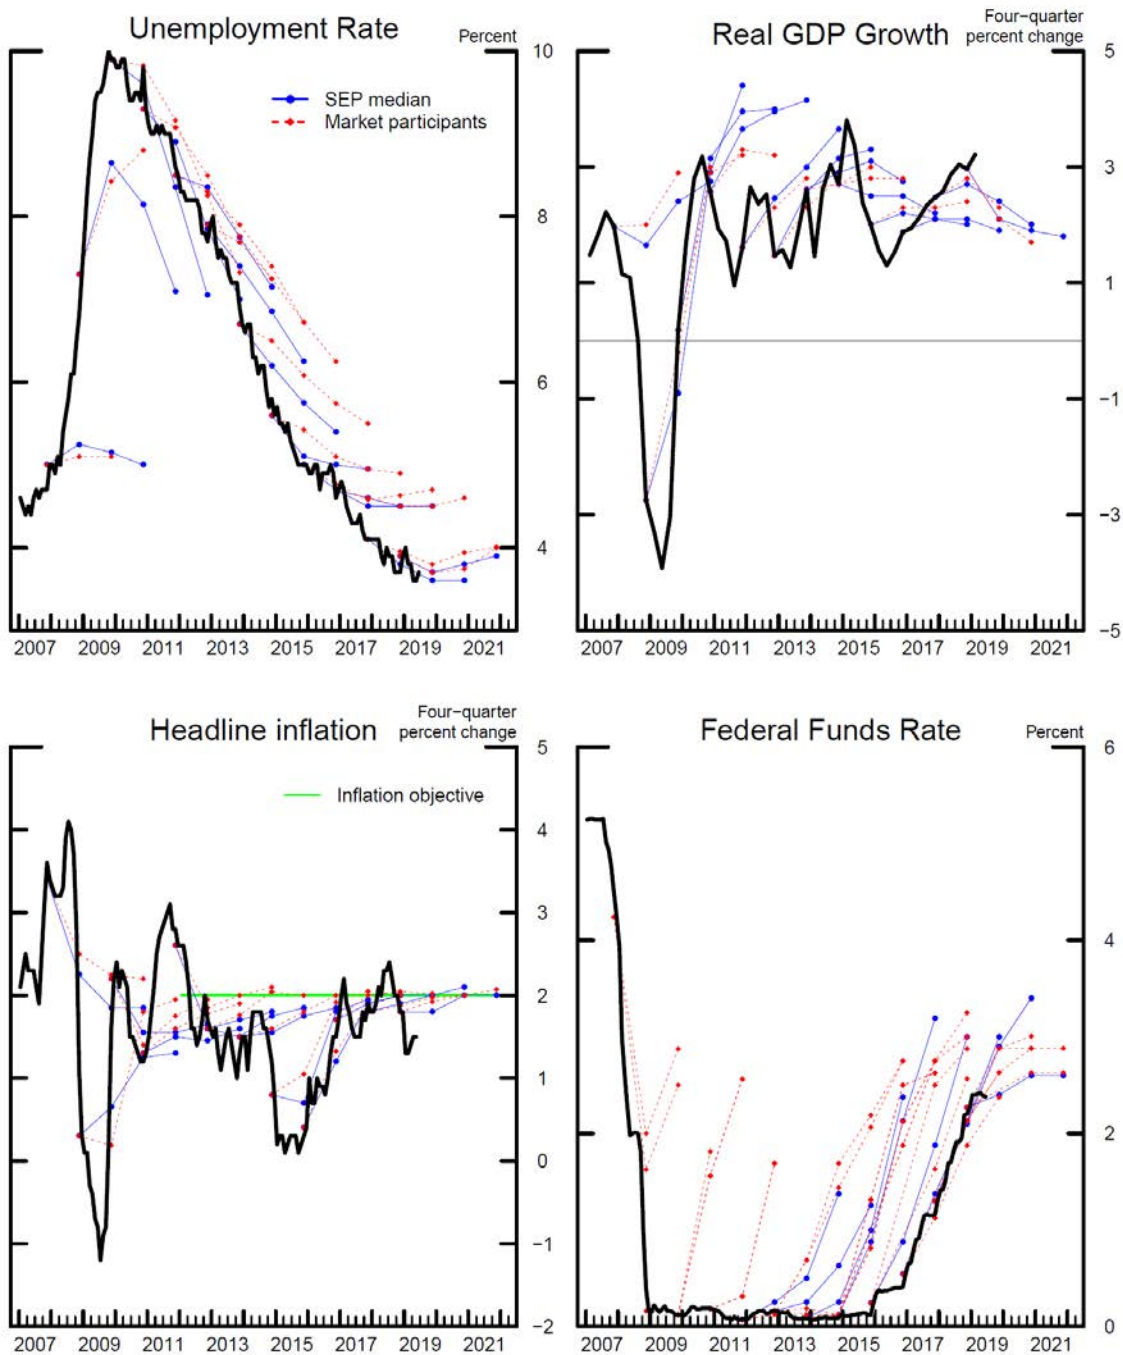 Unemployment Rate
Percent
10
SEP median
Market participants
8
6
4
2007 2009 2011 2013 2015 2017 2019 2021
Real GDP Growth
Four−quarter
percent change
5
3
1
−1
−3
−5
2007 2009 2011 2013 2015 2017 2019 2021
Headline inflation
Four−quarter
percent change
5
Inflation objective
4
3
2
1
0
−1
−2
2007 2009 2011 2013 2015 2017 2019 2021
Federal Funds Rate
Percent
6
4
2
0
2007 2009 2011 2013 2015 2017 2019 2021